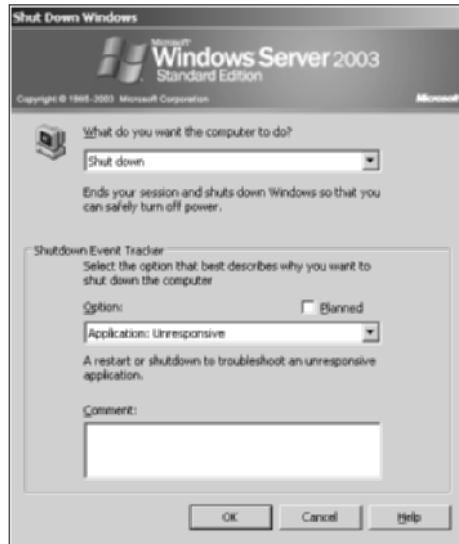 Shut Down Windows
Microsoft
Windows Server 2003
Standard Edition
Copyright © 1985-2003 Microsoft Corporation
Microsoft
What do you want the computer to do?
Shut down
Ends your session and shuts down Windows so that you
can safely turn off power.
Shutdown Event Tracker
Select the option that best describes why you want to
shut down the computer
Option:
Planned
Application: Unresponsive
A restart or shutdown to troubleshoot an unresponsive
application.
Comment:
OK
Cancel
Help